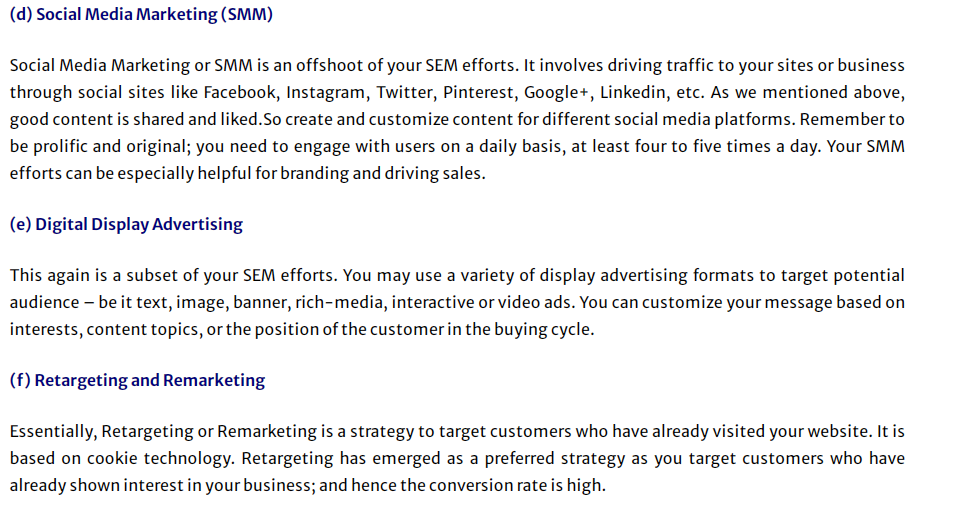 (d) Social Media Marketing (SMM)
Social Media Marketing or SMM is an offshoot of your SEM efforts. It involves driving traffic to your sites or business
through social sites like Facebook, Instagram, Twitter, Pinterest, Google+, Linkedin, etc. As we mentioned above,
good content is shared and liked.So create and customize content for different social media platforms. Remember to
be prolific and original; you need to engage with users on a daily basis, at least four to five times a day. Your SMM
efforts can be especially helpful for branding and driving sales.
(e) Digital Display Advertising
This again is a subset of your SEM efforts. You may use a variety of display advertising formats to target potential
audience – be it text, image, banner, rich-media, interactive or video ads. You can customize your message based on
interests, content topics, or the position of the customer in the buying cycle.
(f) Retargeting and Remarketing
Essentially, Retargeting or Remarketing is a strategy to target customers who have already visited your website. It is
based on cookie technology. Retargeting has emerged as a preferred strategy as you target customers who have
already shown interest in your business; and hence the conversion rate is high.